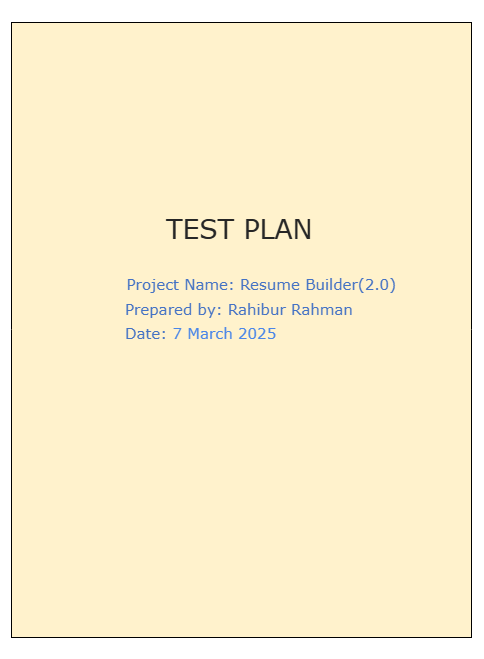 TEST PLAN
Project Name: Resume Builder(2.0)
Prepared by: Rahibur Rahman
Date: 7 March 2025